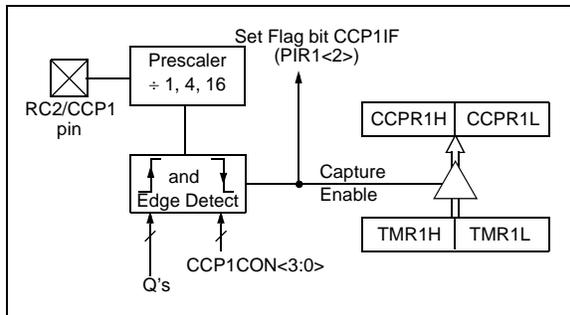 Set Flag bit CCP1IF
(PIR1<2>)
Prescaler
÷ 1, 4, 16
RC2/CCP1
pin
CCPR1H CCPR1L
and
Edge Detect
Capture
Enable
TMR1H TMR1L
CCP1CON<3:0>
Q's